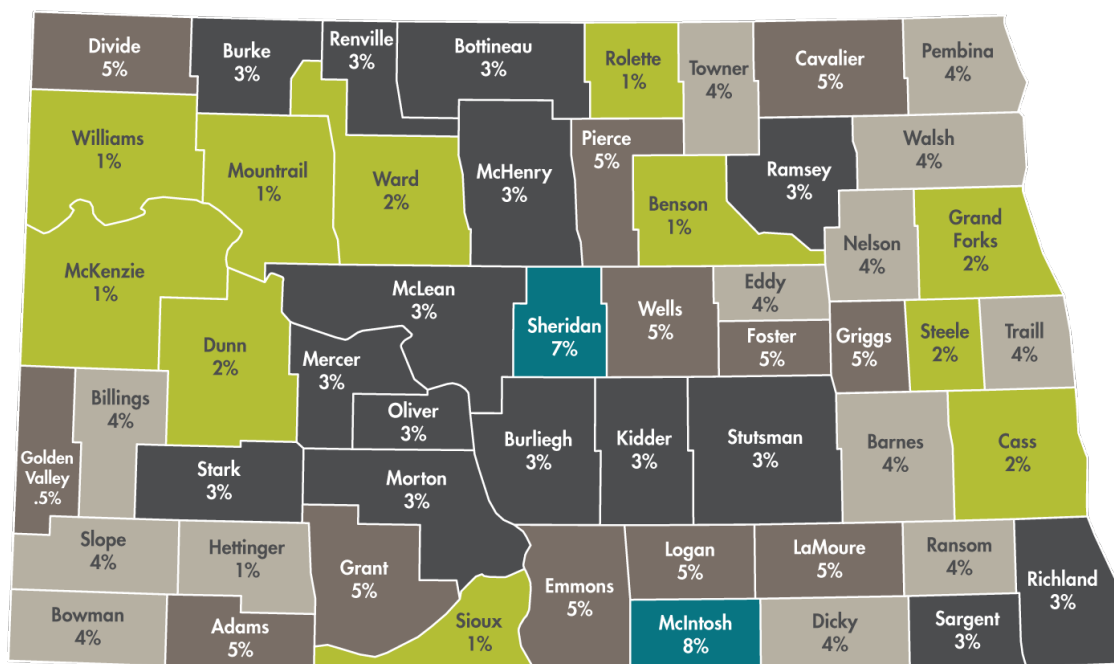 Divide
5%
Burke
3%
Renville
3%
Bottineau
3%
Rolette
1%
Towner
4%
Cavalier
5%
Pembina
4%
Williams
1%
Mountrail
1%
Ward
2%
McHenry
3%
Pierce
5%
Benson
1%
Ramsey
3%
Walsh
4%
Nelson
4%
Grand
Forks
2%
McKenzie
1%
Dunn
2%
McLean
3%
Mercer
3%
Oliver
3%
Sheridan
7%
Wells
5%
Eddy
4%
Foster
5%
Griggs
5%
Steele
2%
Traill
4%
Golden
Valley
.5%
Billings
4%
Stark
3%
Morton
3%
Burliegh
3%
Kidder
3%
Stutsman
3%
Barnes
4%
Cass
2%
Slope
4%
Hettinger
1%
Grant
5%
Emmons
5%
Logan
5%
LaMoure
5%
Ransom
4%
Richland
3%
Bowman
4%
Adams
5%
Sioux
1%
McIntosh
8%
Dicky
4%
Sargent
3%